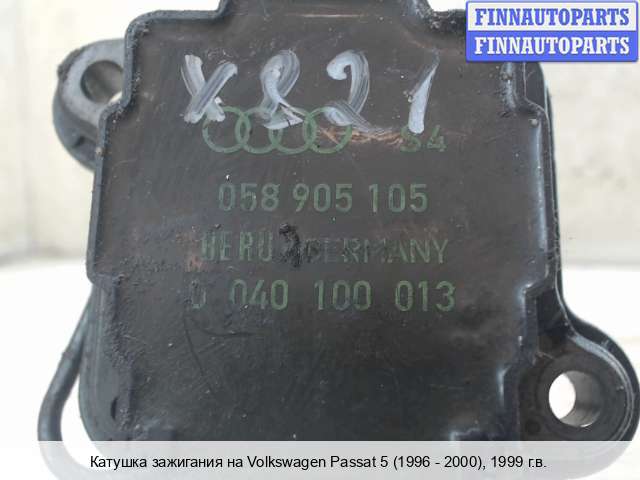 FINNAUTOPARTS
FINNAUTOPARTS
X821
S4
058 905 105
BERU GERMANY
0 040 100 013
Катушка зажигания на Volkswagen Passat 5 (1996 - 2000), 1999 г.в.